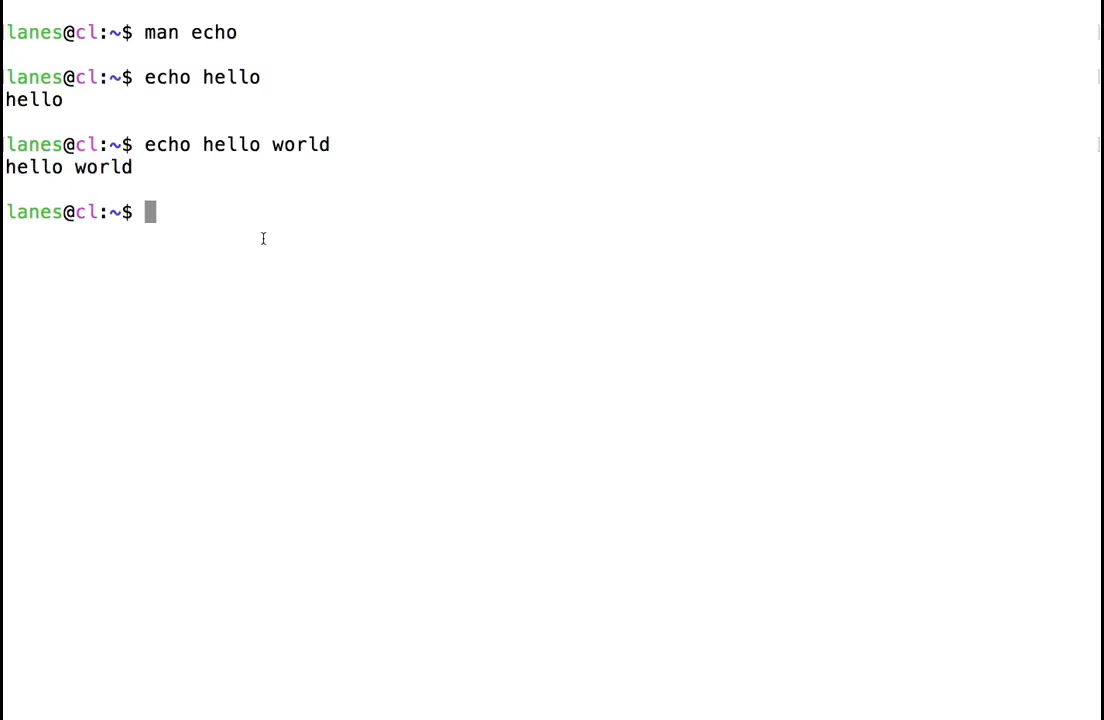 lanes@cl:~$ man echo
lanes@cl:~$ echo hello
hello
lanes@cl:~$ echo hello world
hello world
lanes@cl:~$